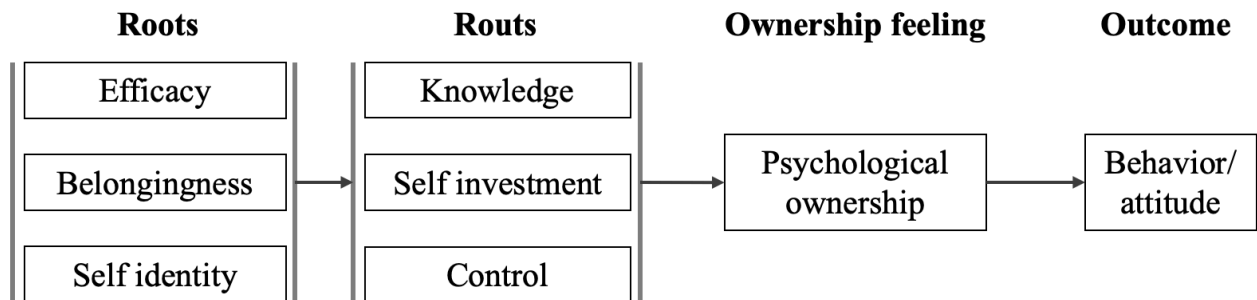 Roots
Routs
Ownership feeling
Outcome
Efficacy
Knowledge
Belongingness
Self investment
Psychological
ownership
Behavior/
attitude
Self identity
Control